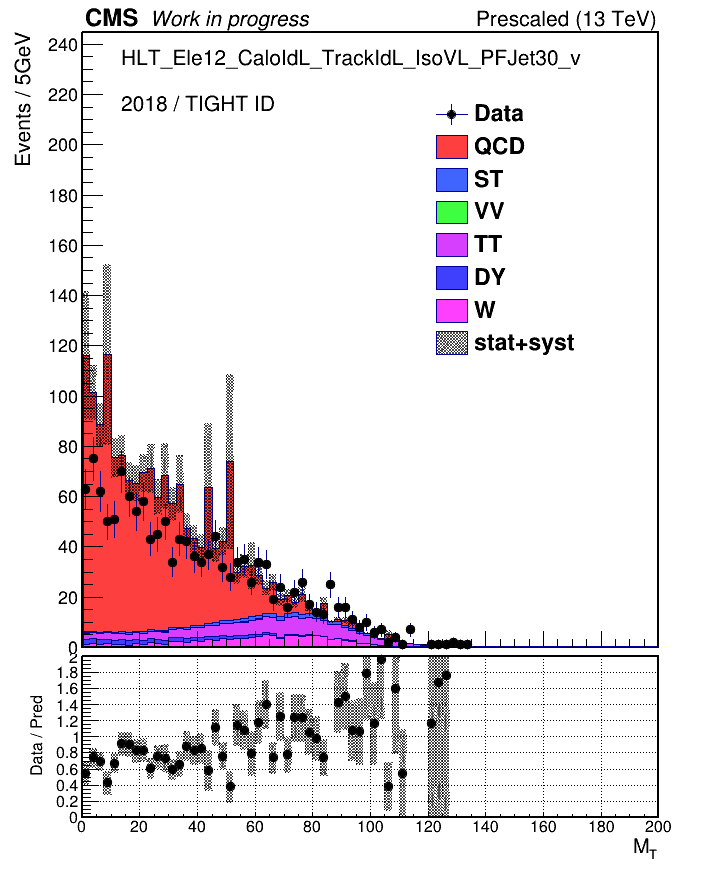 CMS Work in progress Prescaled (13 TeV)
Events / 5GeV
HLT_Ele12_CaloIdL_TrackIdL_IsoVL_PFJet30_v
2018 / TIGHT ID
Data
QCD
ST
VV
TT
DY
W
stat+syst
240
220
200
180
160
140
120
100
80
60
40
20
0
Data / Pred
2
1.8
1.6
1.4
1.2
1
0.8
0.6
0.4
0.2
0
0 20 40 60 80 100 120 140 160 180 200
M_T